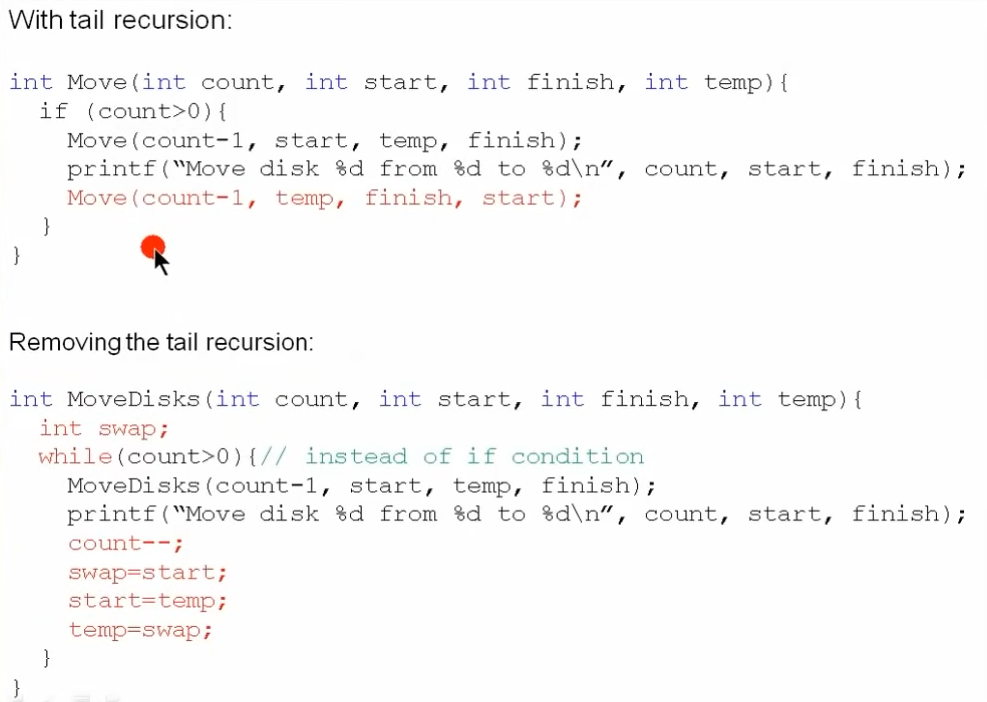 With tail recursion:
int Move(int count, int start, int finish, int temp){
if (count>0){
Move(count-1, start, temp, finish);
printf(“Move disk %d from %d to %d\n”, count, start, finish);
Move(count-1, temp, finish, start);
}
}
Removing the tail recursion:
int MoveDisks(int count, int start, int finish, int temp){
int swap;
while(count>0){// instead of if condition
MoveDisks(count-1, start, temp, finish);
printf(“Move disk %d from %d to %d\n”, count, start, finish);
count--;
swap=start;
start=temp;
temp=swap;
}
}